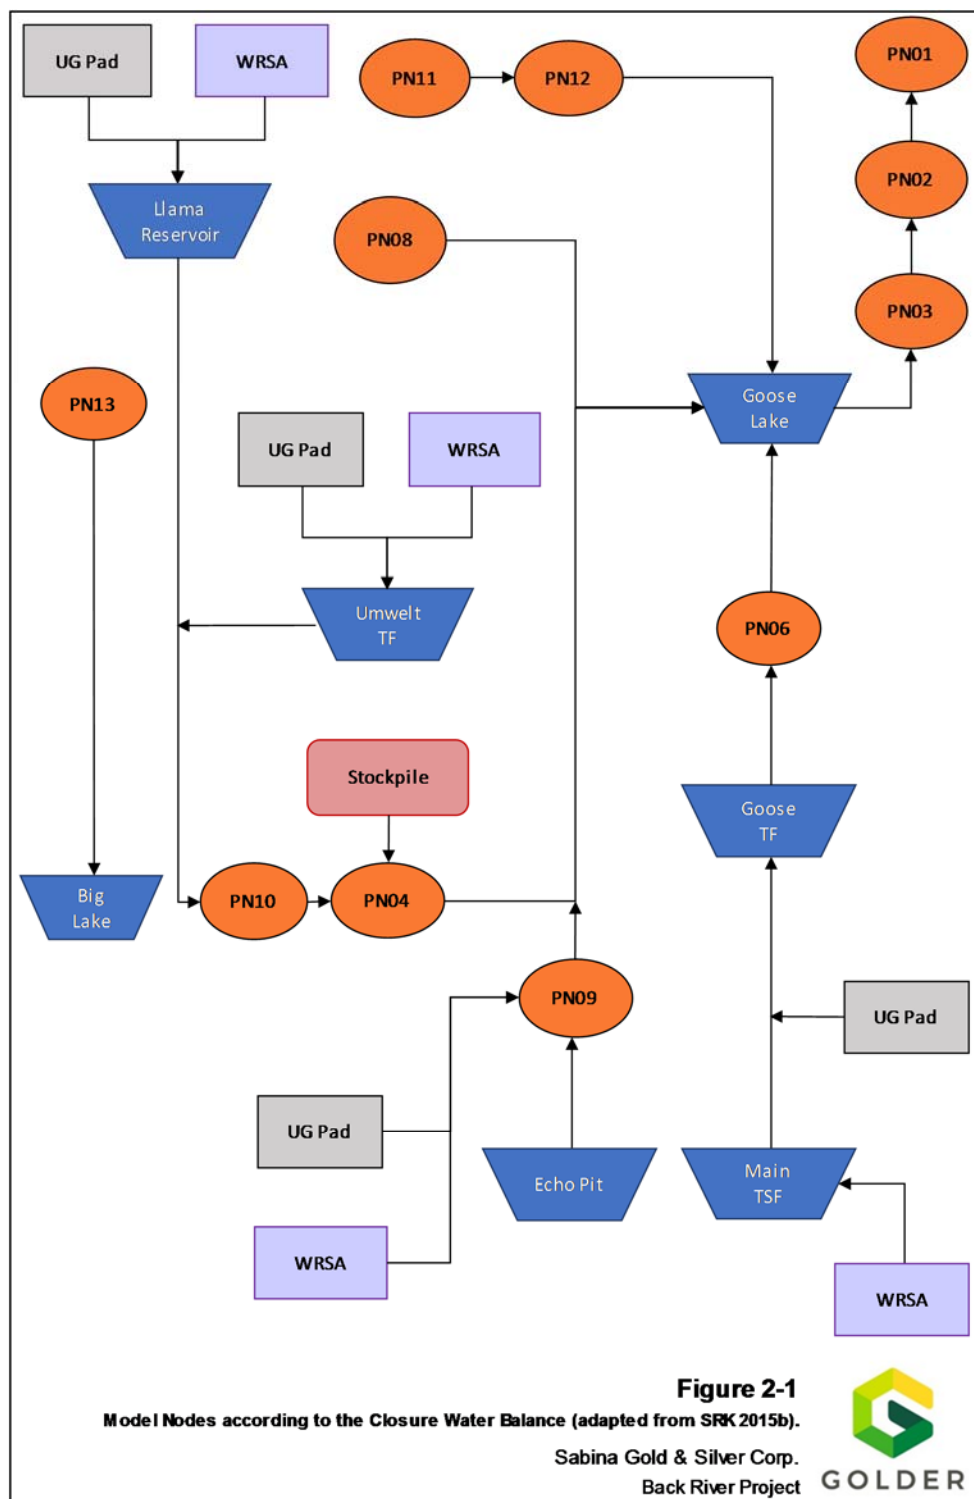 UG Pad
WRSA
PN11
PN12
PN01
PN02
Llama
Reservoir
PN08
PN03
PN13
Goose
Lake
UG Pad
WRSA
Umwelt
TF
PN06
Stockpile
Goose
TF
Big
Lake
PN10
PN04
PN09
UG Pad
UG Pad
Echo Pit
Main
TSF
WRSA
WRSA
Figure 2-1
Model Nodes according to the Closure Water Balance (adapted from SRK 2015b).
Sabina Gold & Silver Corp.
Back River Project
GOLDER